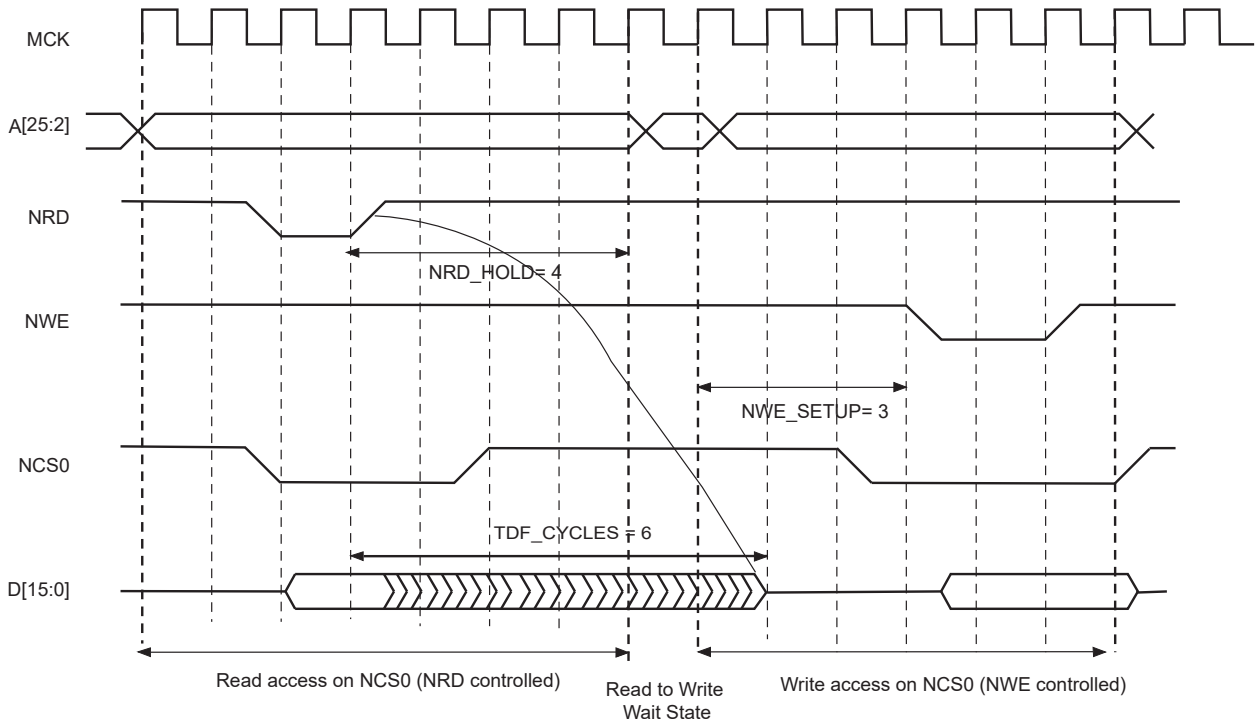 MCK
A[25:2]
NRD
NRD_HOLD= 4
NWE
NWE_SETUP= 3
NCS0
TDF_CYCLES = 6
D[15:0]
Read access on NCS0 (NRD controlled)
Read to Write
Wait State
Write access on NCS0 (NWE controlled)